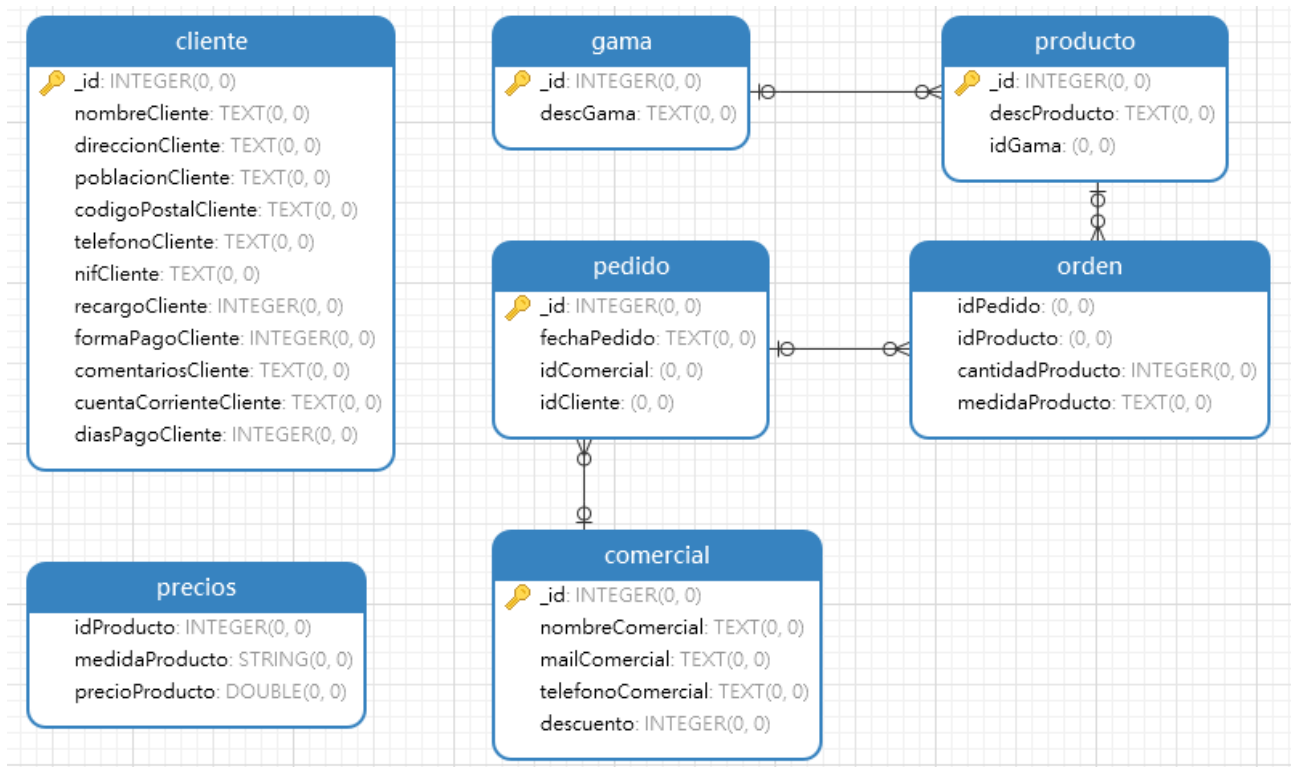 cliente
_id: INTEGER(0, 0)
nombreCliente: TEXT(0, 0)
direccionCliente: TEXT(0, 0)
poblacionCliente: TEXT(0, 0)
codigoPostalCliente: TEXT(0, 0)
telefonoCliente: TEXT(0, 0)
nifCliente: TEXT(0, 0)
recargoCliente: INTEGER(0, 0)
formaPagoCliente: INTEGER(0, 0)
comentariosCliente: TEXT(0, 0)
cuentaCorrienteCliente: TEXT(0, 0)
diasPagoCliente: INTEGER(0, 0)
gama
_id: INTEGER(0, 0)
descGama: TEXT(0, 0)
producto
_id: INTEGER(0, 0)
descProducto: TEXT(0, 0)
idGama: (0, 0)
pedido
_id: INTEGER(0, 0)
fechaPedido: TEXT(0, 0)
idComercial: (0, 0)
idCliente: (0, 0)
orden
idPedido: (0, 0)
idProducto: (0, 0)
cantidadProducto: INTEGER(0, 0)
medidaProducto: TEXT(0, 0)
precios
idProducto: INTEGER(0, 0)
medidaProducto: STRING(0, 0)
precioProducto: DOUBLE(0, 0)
comercial
_id: INTEGER(0, 0)
nombreComercial: TEXT(0, 0)
mailComercial: TEXT(0, 0)
telefonoComercial: TEXT(0, 0)
descuento: INTEGER(0, 0)